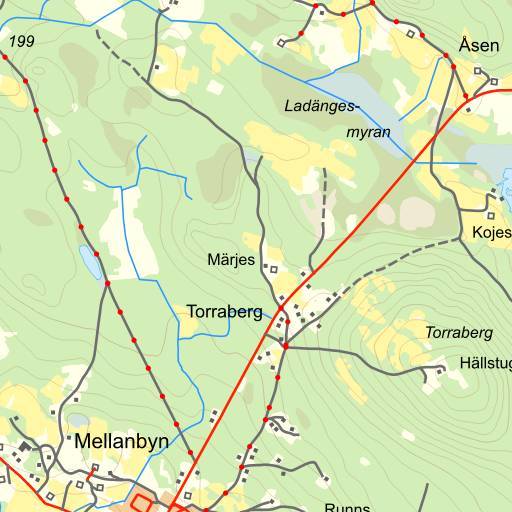 199
Åsen
Ladänges-
myran
Kojes
Märjes
Torraberg
Torraberg
Hällstug
Mellanbyn
Runns